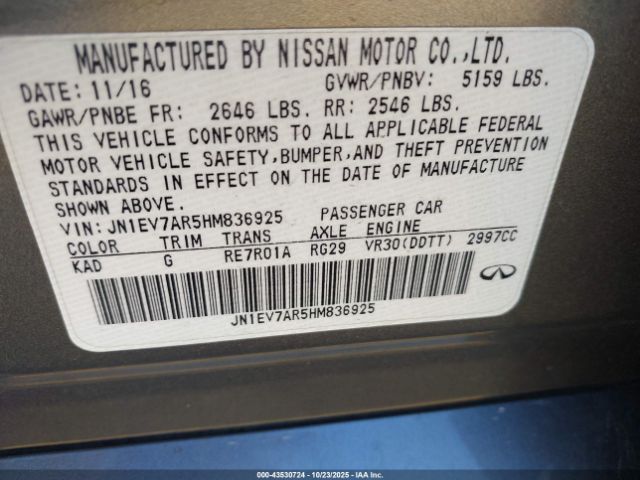 MANUFACTURED BY NISSAN MOTOR CO.,LTD.
DATE: 11/16 GVWR/PNBV: 5159 LBS.
GAWR/PNBE FR: 2646 LBS. RR: 2546 LBS.
THIS VEHICLE CONFORMS TO ALL APPLICABLE FEDERAL
MOTOR VEHICLE SAFETY,BUMPER,AND THEFT PREVENTION
STANDARDS IN EFFECT ON THE DATE OF MANUFACTURE
SHOWN ABOVE.
VIN: JN1EV7AR5HM836925 PASSENGER CAR
COLOR TRIM TRANS AXLE ENGINE
KAD G RE7R01A RG29 VR30(DDTT) 2997CC
JN1EV7AR5HM836925
000-43530724 | 10/23/2025 | IAA, Inc.